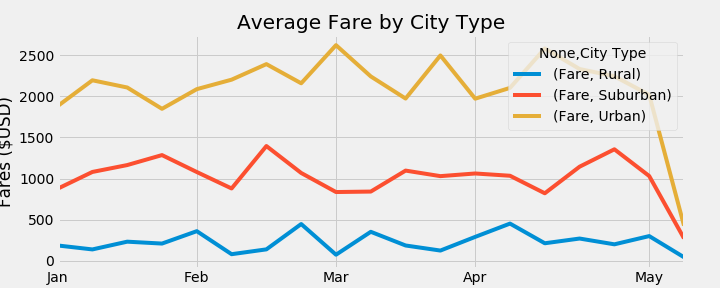 Average Fare by City Type
Fares ($USD)
2500
2000
1500
1000
500
0
Jan
Feb
Mar
Apr
May
None,City Type
(Fare, Rural)
(Fare, Suburban)
(Fare, Urban)